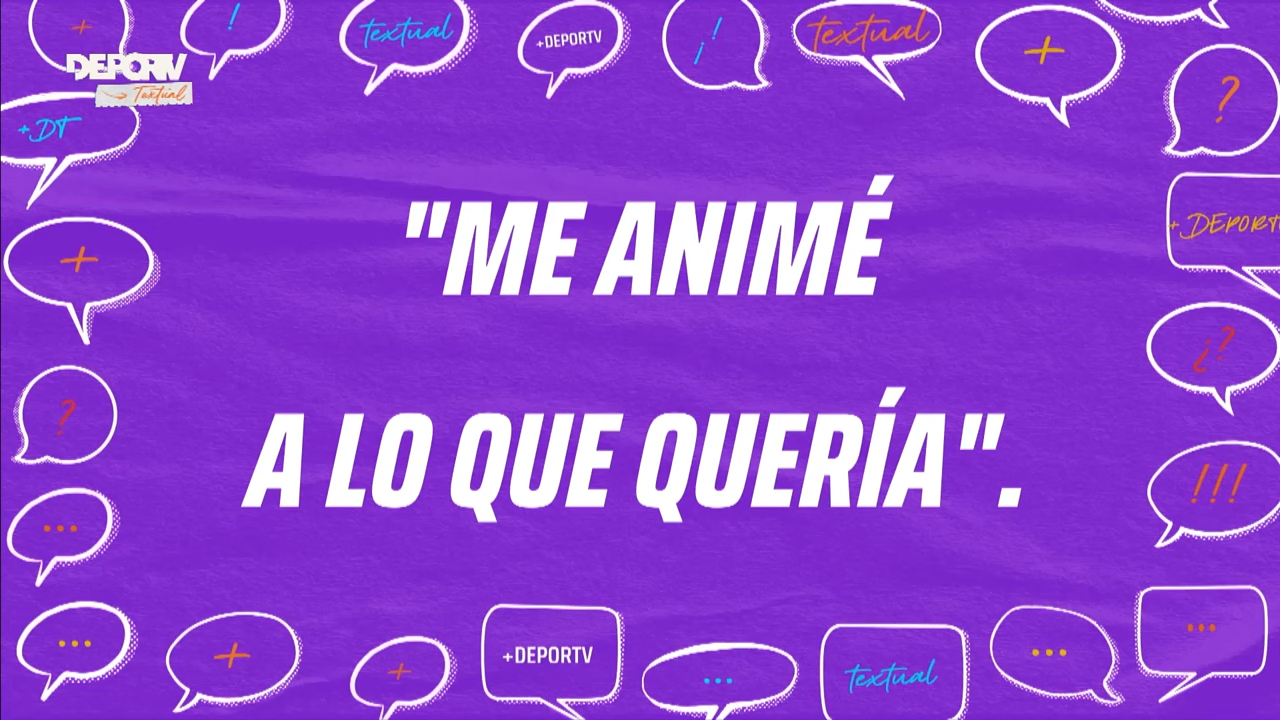 +
!
textual
+DEPORTV
¡!
textual
+
DEPORTV
Textual
?
+DT
"ME ANIMÉ
+ DEPORT
+
¿?
?
A LO QUE QUERÍA".
!!!
...
...
+
+
+DEPORTV
...
textual
...
...